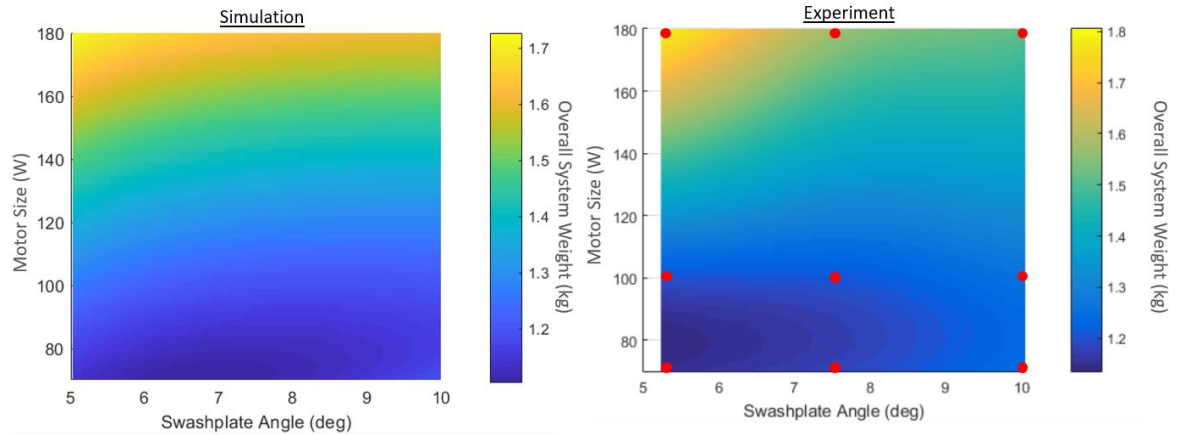 Simulation
180
160
140
120
100
80
5 6 7 8 9 10
Motor Size (W)
Swashplate Angle (deg)
1.7
1.6
1.5
1.4
1.3
1.2
Overall System Weight (kg)
Experiment
180
160
140
120
100
80
5 6 7 8 9 10
Motor Size (W)
Swashplate Angle (deg)
1.8
1.7
1.6
1.5
1.4
1.3
1.2
Overall System Weight (kg)